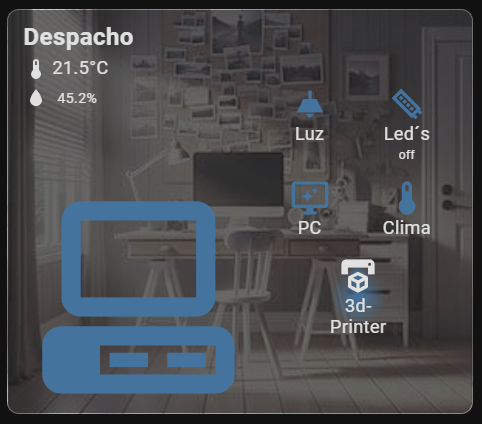 Despacho
21.5°C
45.2%
Luz
Led´s
off
PC
Clima
3d-
Printer